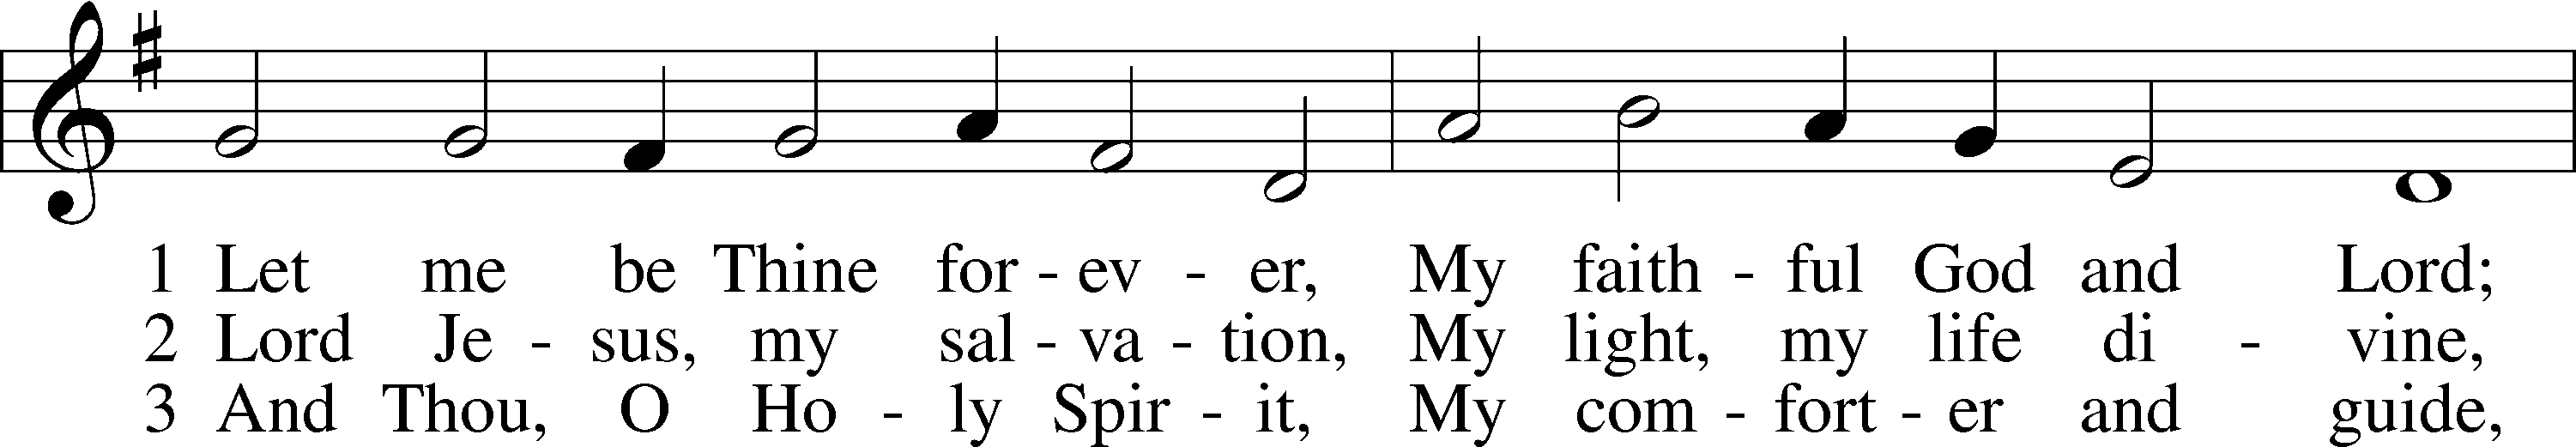 1 Let me be Thine for - ev - er, My faith - ful God and Lord;
2 Lord Je - sus, my sal - va - tion, My light, my life di - vine,
3 And Thou, O Ho - ly Spir - it, My com - fort - er and guide,